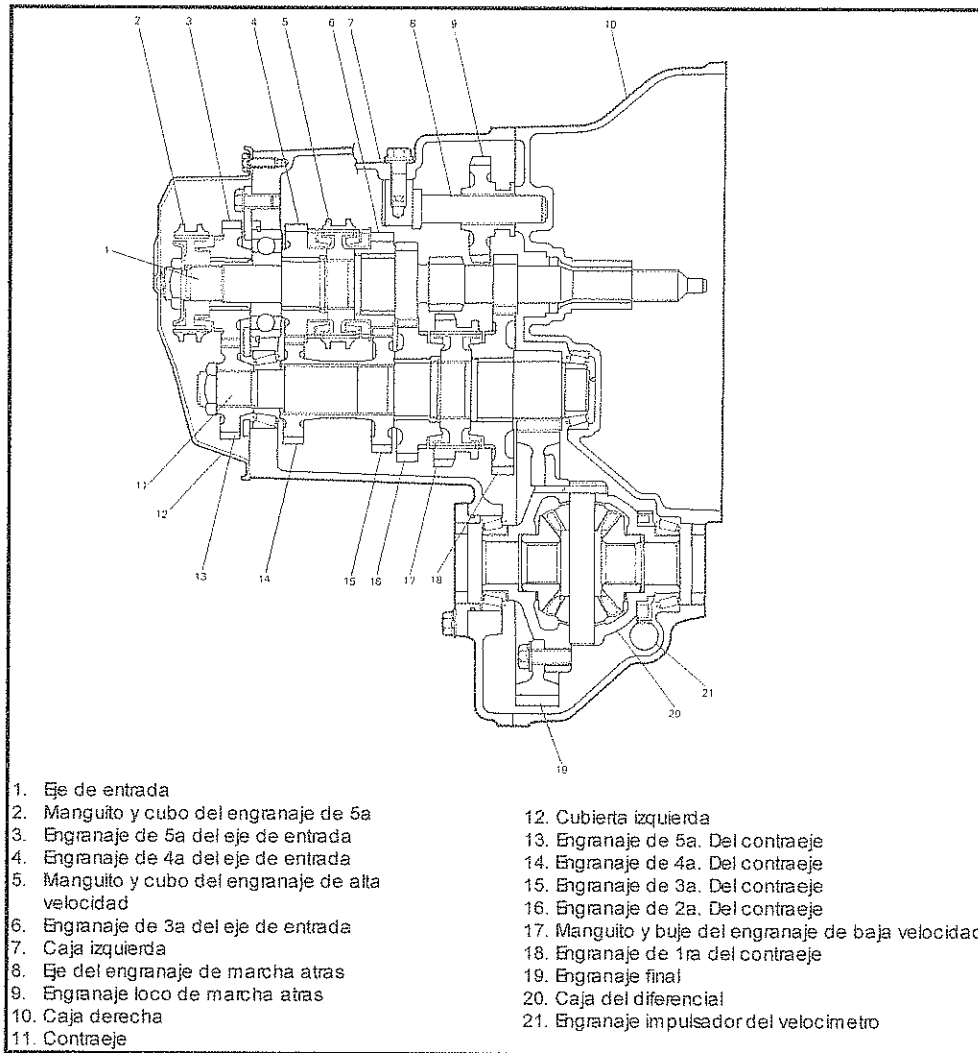 2 3 4 5 6 7 8 9 10
1
11
12
13 14 15 16 17 18
21
20
19
1. Eje de entrada
2. Manguito y cubo del engranaje de 5a
3. Engranaje de 5a del eje de entrada
4. Engranaje de 4a del eje de entrada
5. Manguito y cubo del engranaje de alta
velocidad
6. Engranaje de 3a del eje de entrada
7. Caja izquierda
8. Eje del engranaje de marcha atras
9. Engranaje loco de marcha atras
10. Caja derecha
11. Contraeje
12. Cubierta izquierda
13. Engranaje de 5a. Del contraeje
14. Engranaje de 4a. Del contraeje
15. Engranaje de 3a. Del contraeje
16. Engranaje de 2a. Del contraeje
17. Manguito y buje del engranaje de baja velocidad
18. Engranaje de 1ra del contraeje
19. Engranaje final
20. Caja del diferencial
21. Engranaje impulsador del velocimetro